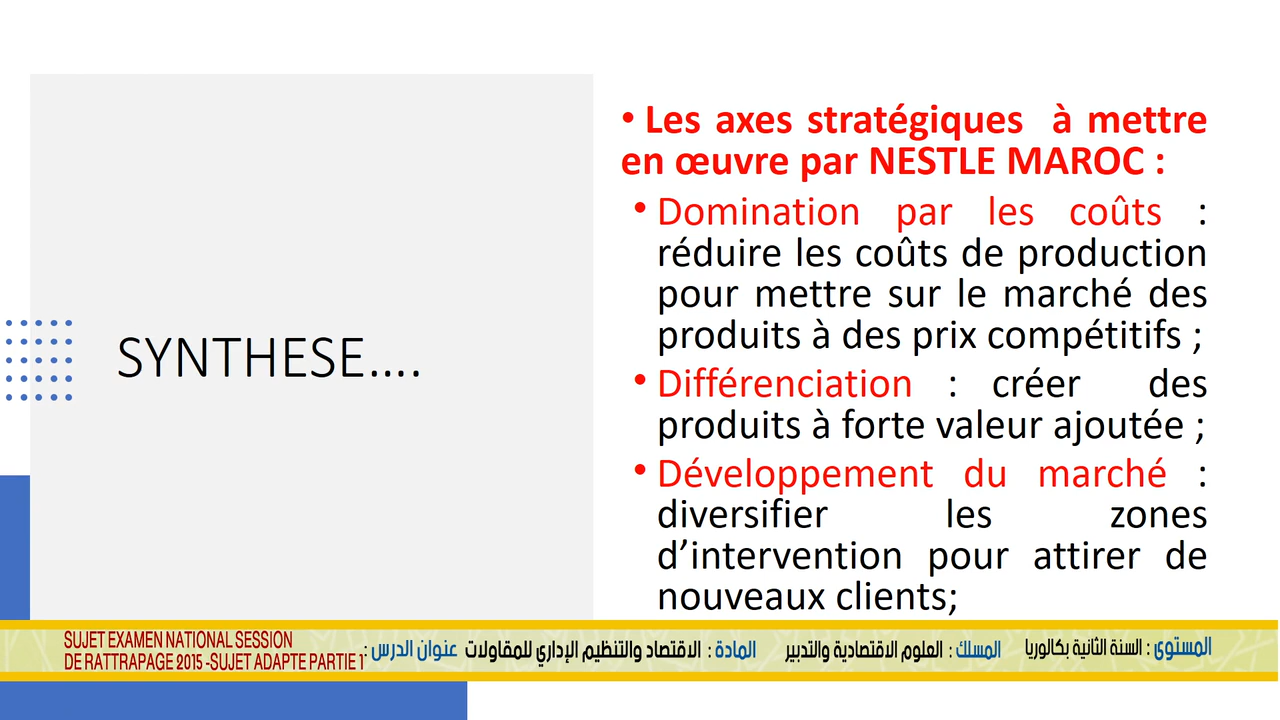 SYNTHESE....
• Les axes stratégiques à mettre
en œuvre par NESTLE MAROC :
• Domination par les coûts :
réduire les coûts de production
pour mettre sur le marché des
produits à des prix compétitifs ;
• Différenciation : créer des
produits à forte valeur ajoutée ;
• Développement du marché :
diversifier les zones
d’intervention pour attirer de
nouveaux clients;
المستوى : السنة الثانية بكالوريا
المسلك : العلوم الاقتصادية والتدبير
المادة : الاقتصاد والتنظيم الإداري للمقاولات
عنوان الدرس :
SUJET EXAMEN NATIONAL SESSION
DE RATTRAPAGE 2015 -SUJET ADAPTE PARTIE 1